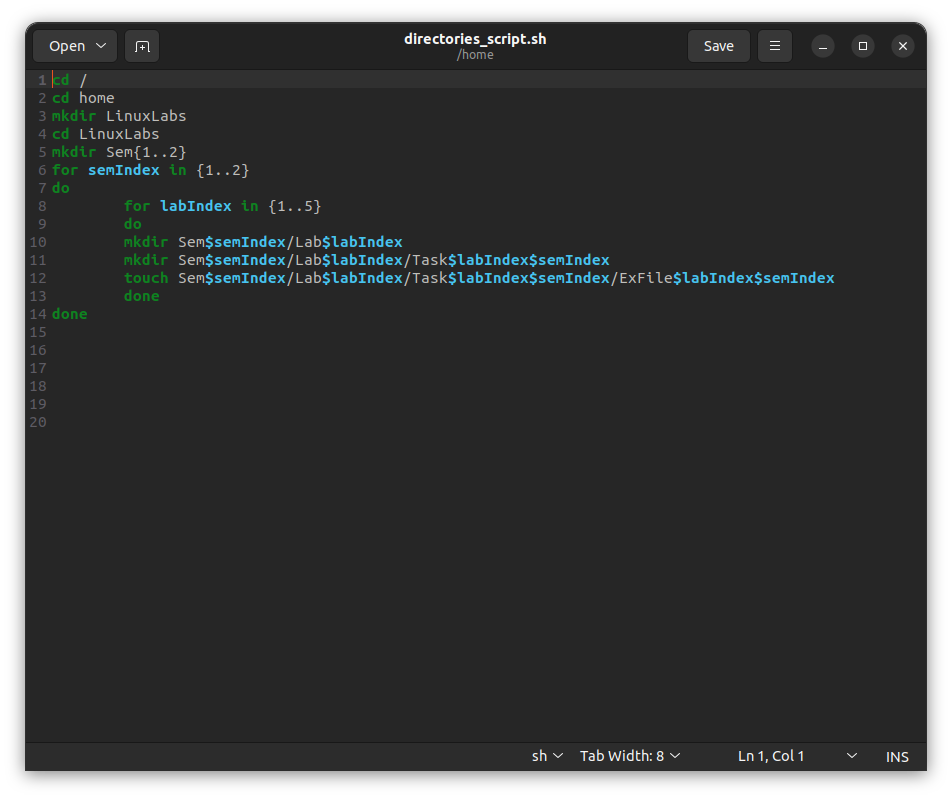 Open
directories_script.sh
/home
Save
1 cd /
2 cd home
3 mkdir LinuxLabs
4 cd LinuxLabs
5 mkdir Sem{1..2}
6 for semIndex in {1..2}
7 do
8 for labIndex in {1..5}
9 do
10 mkdir Sem$semIndex/Lab$labIndex
11 mkdir Sem$semIndex/Lab$labIndex/Task$labIndex$semIndex
12 touch Sem$semIndex/Lab$labIndex/Task$labIndex$semIndex/ExFile$labIndex$semIndex
13 done
14 done
15
16
17
18
19
20
sh Tab Width: 8 Ln 1, Col 1 INS